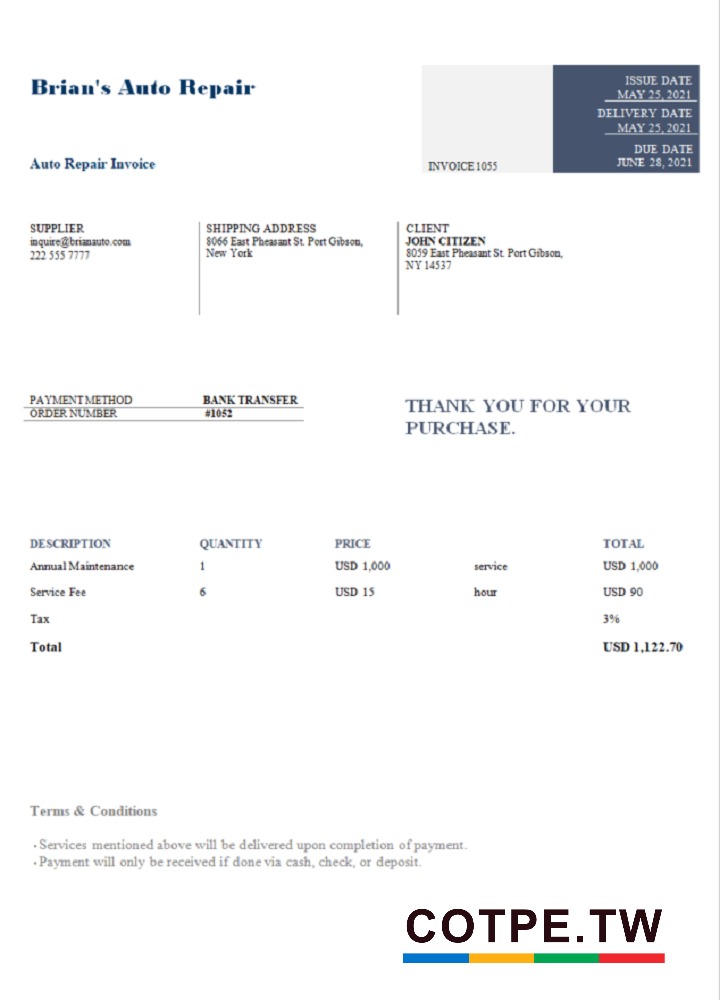 Brian's Auto Repair
ISSUE DATE
MAY 25, 2021
DELIVERY DATE
MAY 25, 2021
DUE DATE
JUNE 28, 2021
Auto Repair Invoice
INVOICE1055
SUPPLIER
inquire@brianauto.com
222 555 7777
SHIPPING ADDRESS
8066 East Pheasant St. Port Gibson,
New York
CLIENT
JOHN CITIZEN
8059 East Pheasant St. Port Gibson,
NY 14537
PAYMENT METHOD BANK TRANSFER
ORDER NUMBER #1052
THANK YOU FOR YOUR
PURCHASE.
DESCRIPTION QUANTITY PRICE TOTAL
Annual Maintenance 1 USD 1,000 service USD 1,000
Service Fee 6 USD 15 hour USD 90
Tax 3%
Total USD 1,122.70
Terms & Conditions
• Services mentioned above will be delivered upon completion of payment.
• Payment will only be received if done via cash, check, or deposit.
COTPE.TW